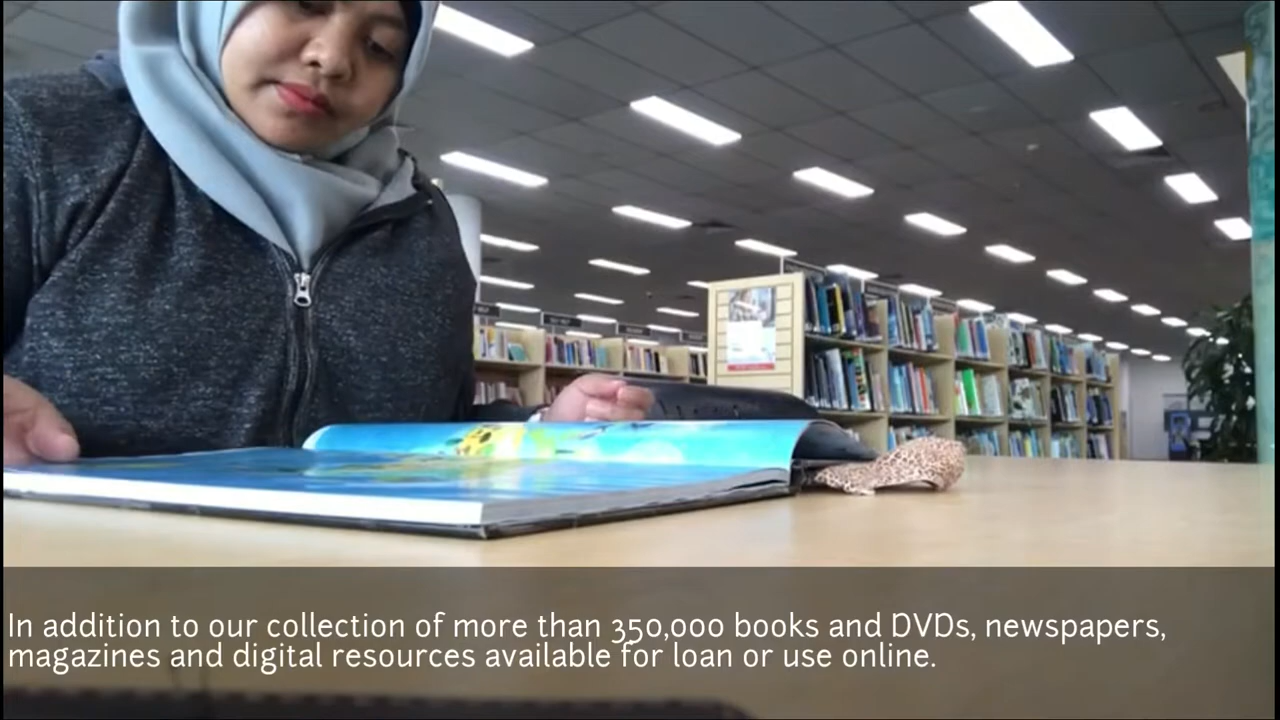 In addition to our collection of more than 350,000 books and DVDs, newspapers,
magazines and digital resources available for loan or use online.